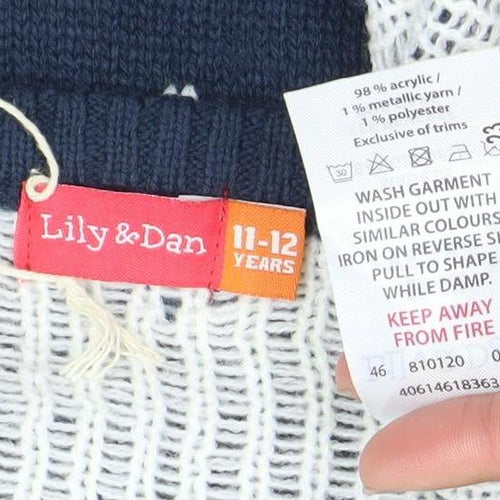 Lily & Dan
11-12
YEARS
98 % acrylic /
1 % metallic yarn /
1 % polyester
Exclusive of trims
30
WASH GARMENT
INSIDE OUT WITH
SIMILAR COLOURS
IRON ON REVERSE SI
PULL TO SHAPE
WHILE DAMP.
KEEP AWAY
FROM FIRE
46 810120 0
40614618363